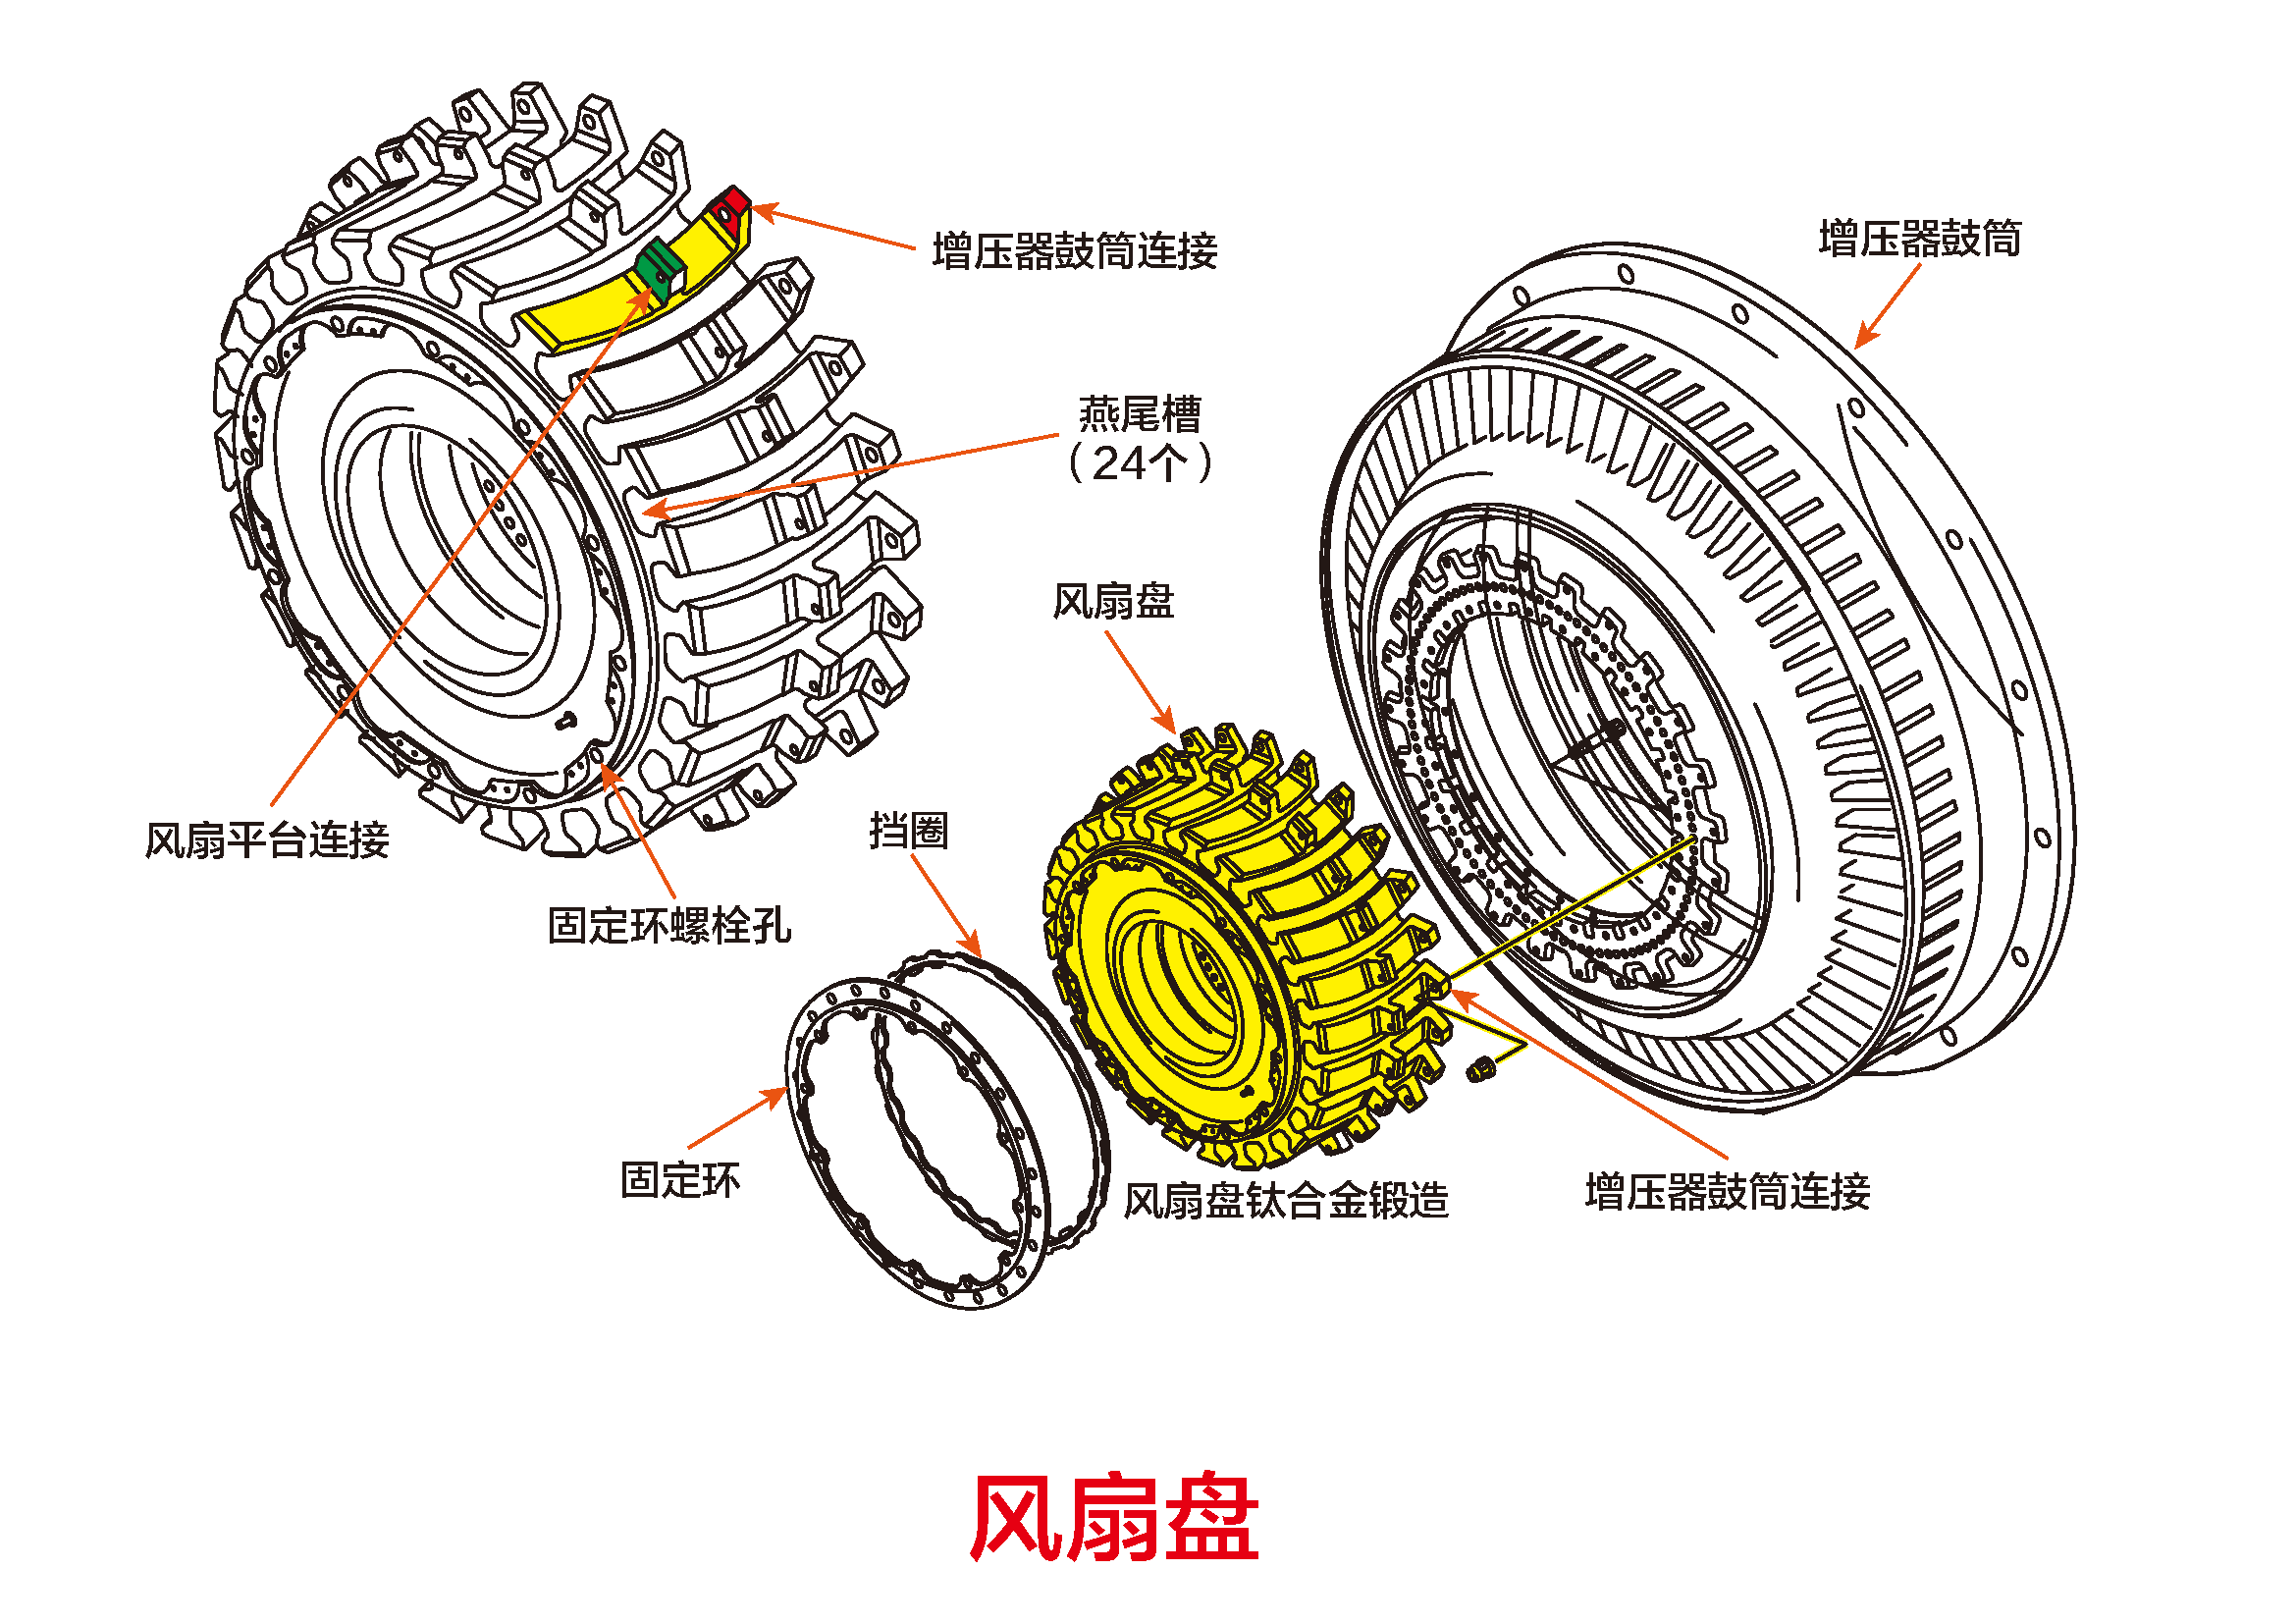 增压器鼓筒
增压器鼓筒连接
燕尾槽
（24个）
风扇盘
风扇平台连接
挡圈
固定环螺栓孔
固定环
风扇盘钛合金锻造
增压器鼓筒连接
风扇盘